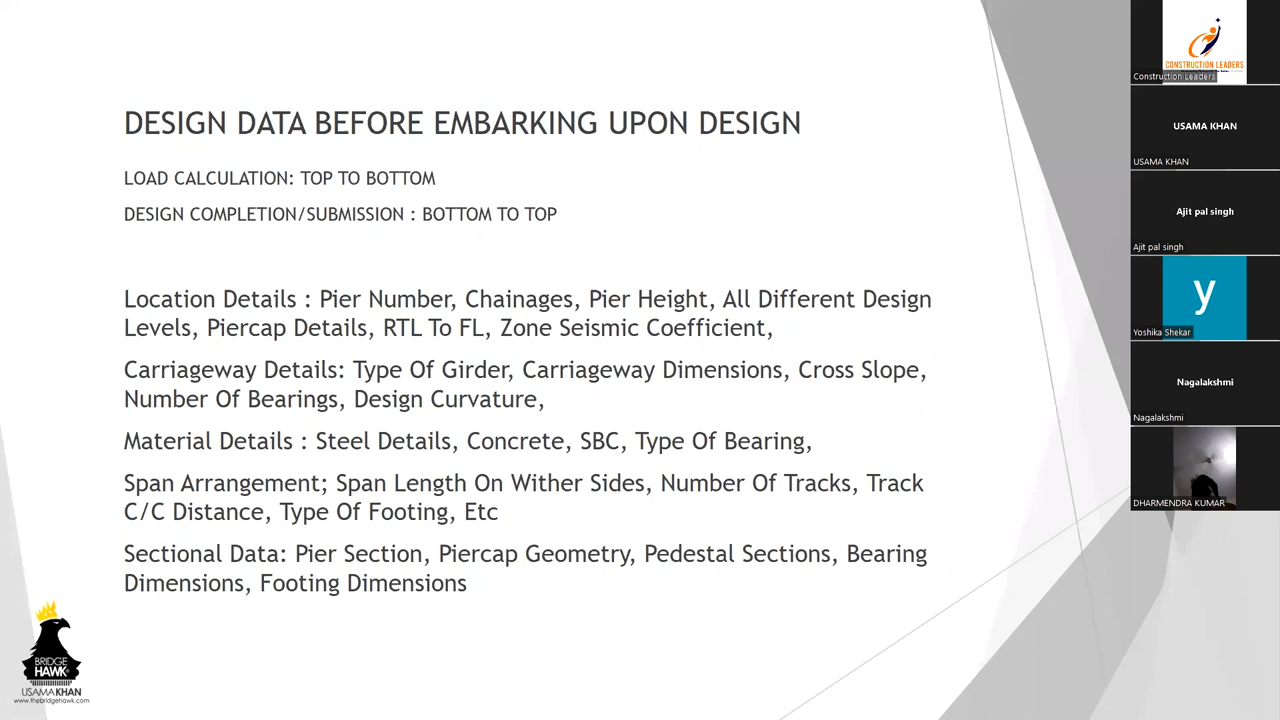 DESIGN DATA BEFORE EMBARKING UPON DESIGN
LOAD CALCULATION: TOP TO BOTTOM
DESIGN COMPLETION/SUBMISSION : BOTTOM TO TOP
Location Details : Pier Number, Chainages, Pier Height, All Different Design
Levels, Piercap Details, RTL To FL, Zone Seismic Coefficient,
Carriageway Details: Type Of Girder, Carriageway Dimensions, Cross Slope,
Number Of Bearings, Design Curvature,
Material Details : Steel Details, Concrete, SBC, Type Of Bearing,
Span Arrangement; Span Length On Wither Sides, Number Of Tracks, Track
C/C Distance, Type Of Footing, Etc
Sectional Data: Pier Section, Piercap Geometry, Pedestal Sections, Bearing
Dimensions, Footing Dimensions
BRIDGE
HAWK
USAMA KHAN
www.thebridgehawk.com
CONSTRUCTION LEADERS
Construction Leaders
USAMA KHAN
USAMA KHAN
Ajit pal singh
Ajit pal singh
y
Yoshika Shekar
Nagalakshmi
Nagalakshmi
DHARMENDRA KUMAR